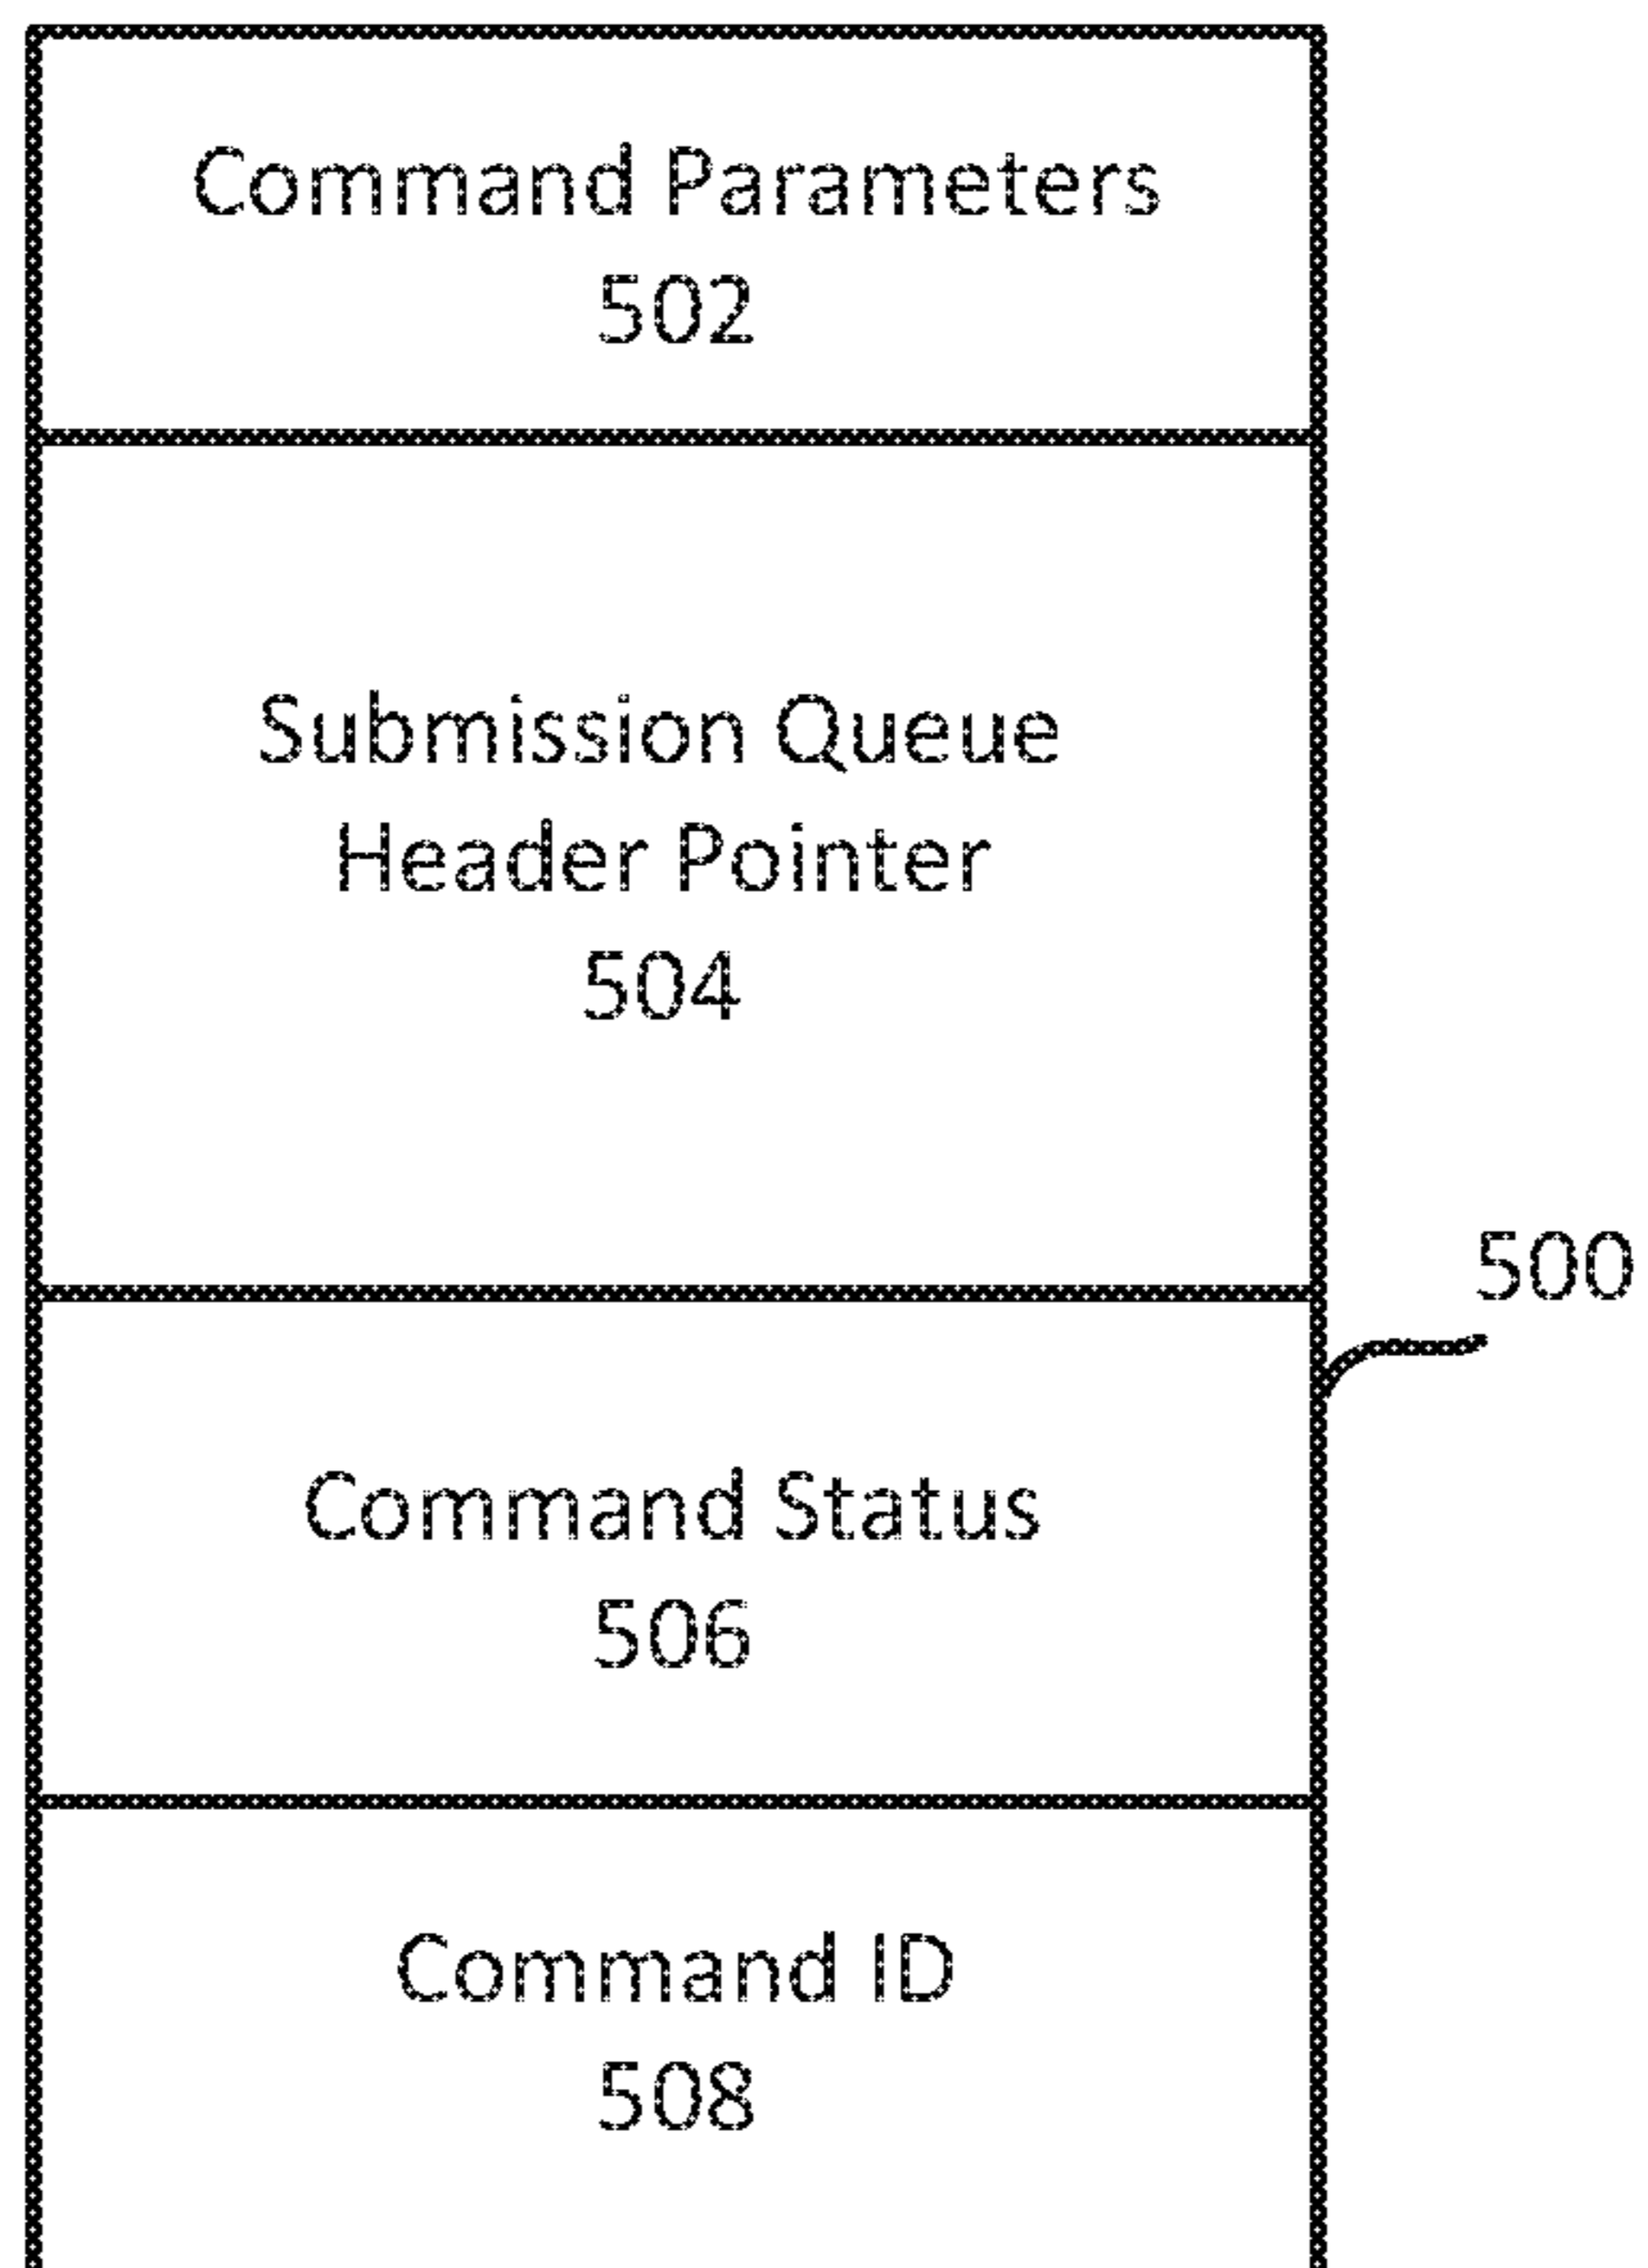 Command Parameters
502
Submission Queue
Header Pointer
504
500
Command Status
506
Command ID
508